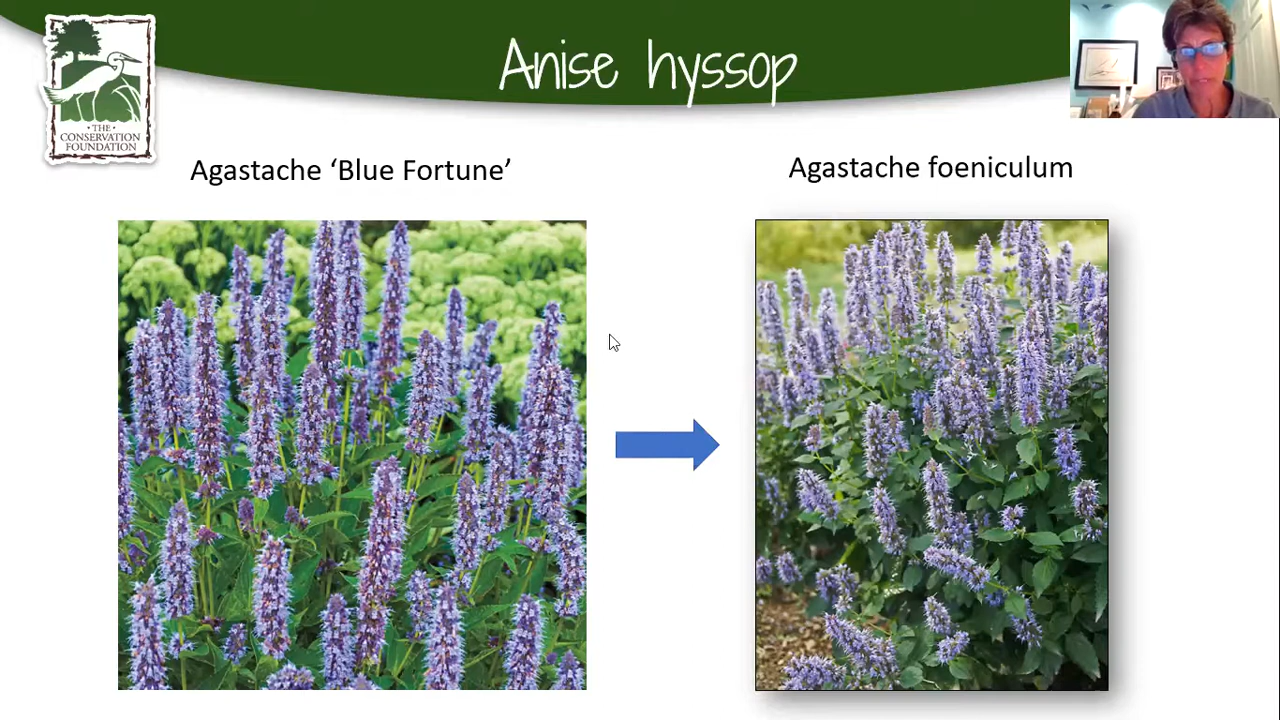 Anise hyssop
• THE •
CONSERVATION
FOUNDATION
Agastache ‘Blue Fortune’
Agastache foeniculum